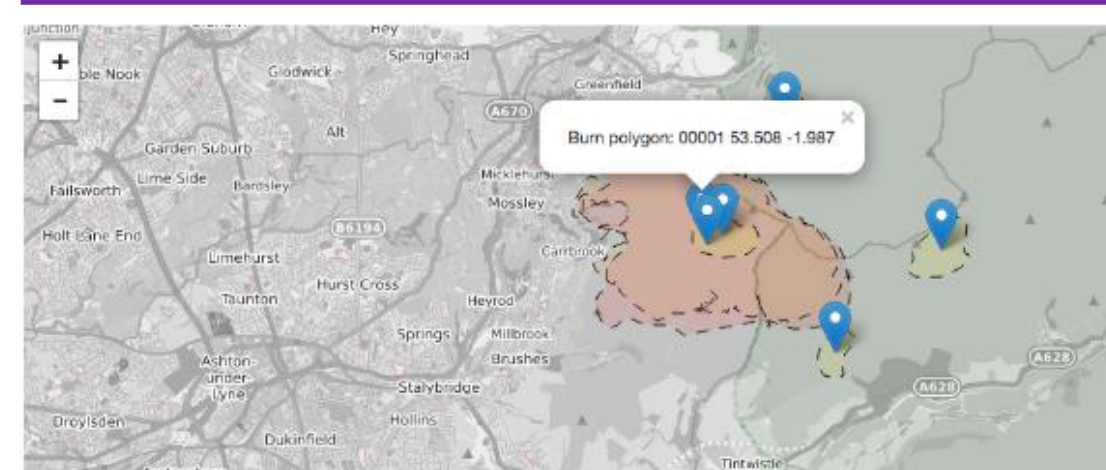 Hey
Springhead
+
ble Nook
Glodwick
Greenfield
−
A670
×
Burn polygon: 00001 53.508 -1.987
Alt
Garden Suburb
Lime Side
Bardsley
Failsworth
Micklehurst
Mossley
B6194
Holt Lane End
Limehurst
Carrbrook
Hurst Cross
Taunton
Heyrod
Springs
Millbrook
Brushes
Ashton-
under-
Lyne
A628
Stalybridge
A628
Droylsden
Hollins
Dukinfield
Tintwistle